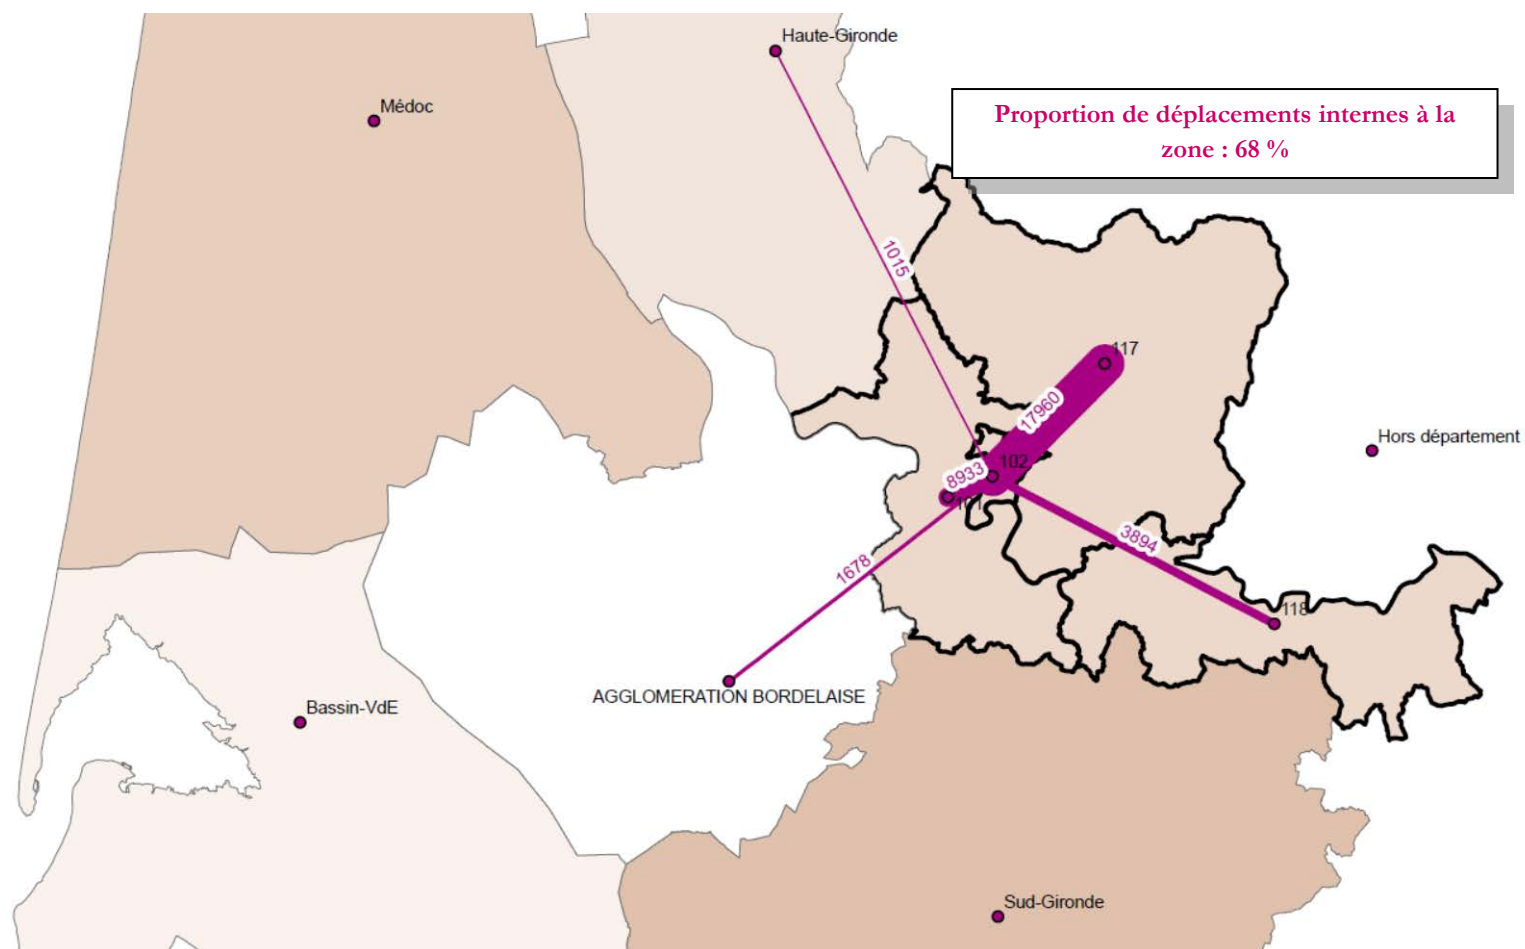 Haute-Gironde
Médoc
Proportion de déplacements internes à la
zone : 68 %
1015
117
17960
Hors département
102
8933
101
3894
1678
118
AGGLOMERATION BORDELAISE
Bassin-VdE
Sud-Gironde